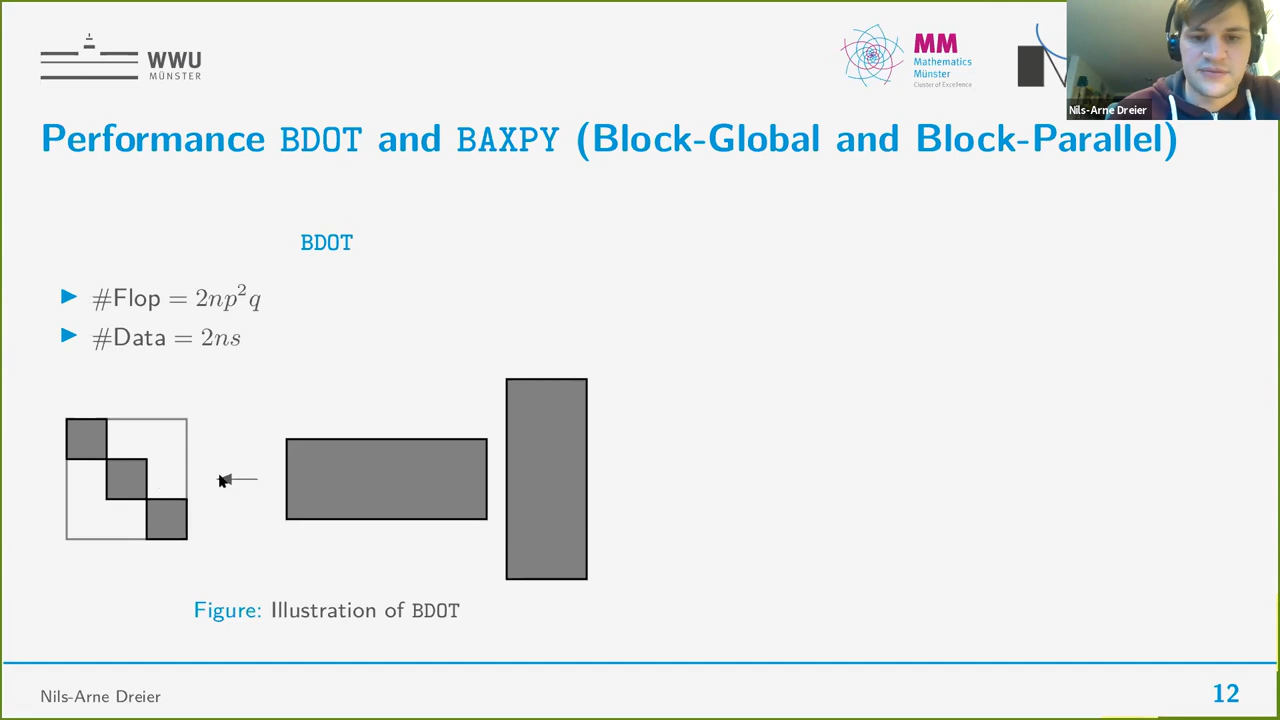 WWU
MÜNSTER
MM
Mathematics
Münster
Cluster of Excellence
Nils-Arne Dreier
Performance BDOT and BAXPY (Block-Global and Block-Parallel)
BDOT
▶ #Flop = 2np²q
▶ #Data = 2ns
Figure: Illustration of BDOT
Nils-Arne Dreier
12